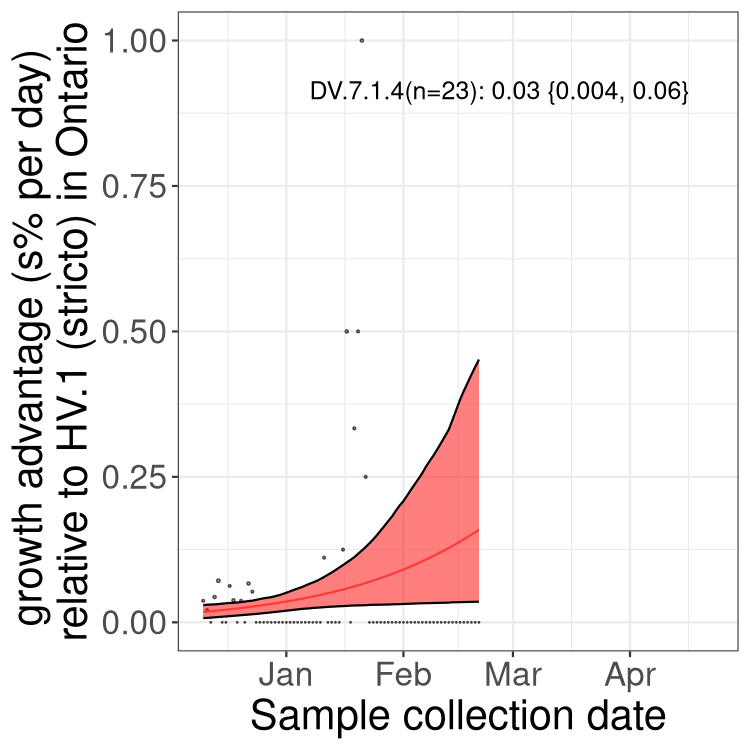 growth advantage (s% per day)
relative to HV.1 (stricto) in Ontario
1.00
0.75
0.50
0.25
0.00
DV.7.1.4(n=23): 0.03 {0.004, 0.06}
Jan Feb Mar Apr
Sample collection date